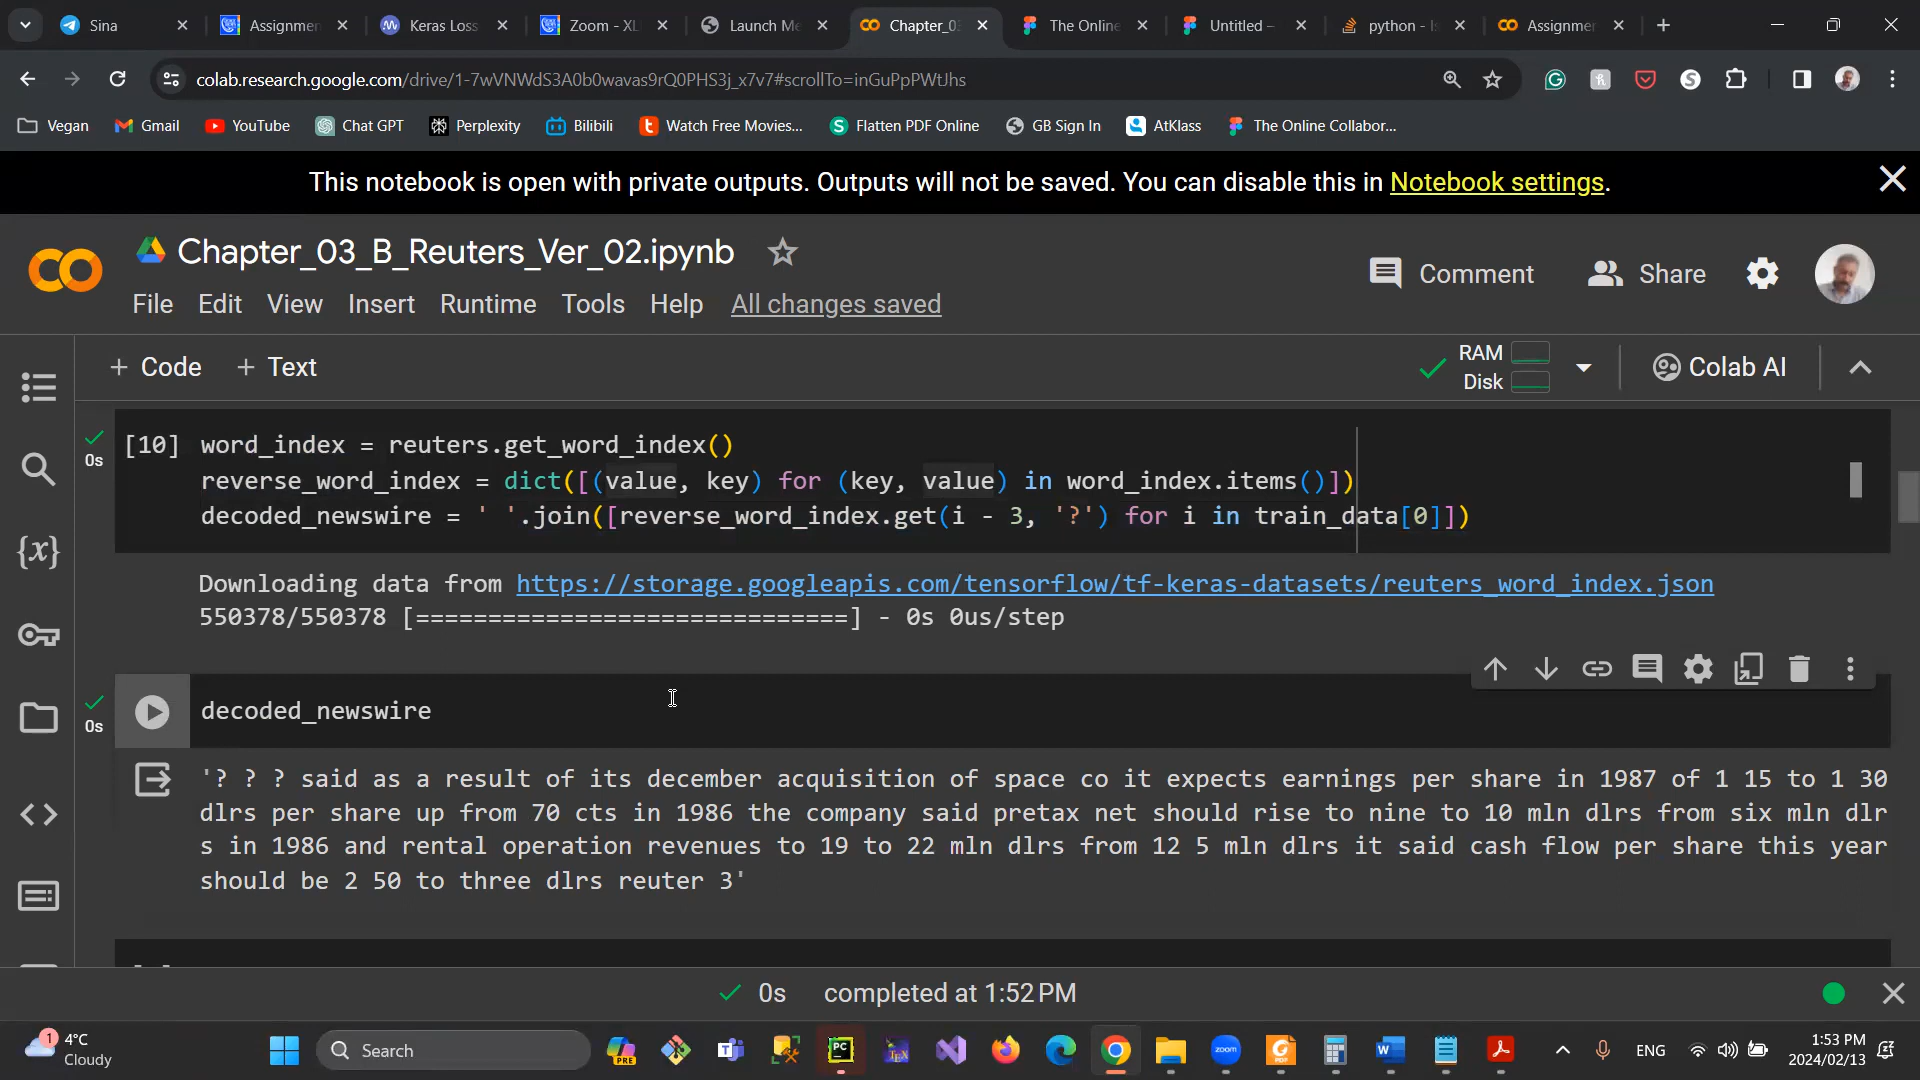 Sina
Assignmen
Keras Loss
Zoom - XL
Launch Me
Chapter_0
The Online
Untitled –
python - Is
Assignmen
colab.research.google.com/drive/1-7wVNWdS3A0b0wavas9rQ0PHS3j_x7v7#scrollTo=inGuPpPWtJhs
Vegan Gmail YouTube Chat GPT Perplexity Bilibili Watch Free Movies... Flatten PDF Online GB Sign In AtKlass The Online Collabor...
This notebook is open with private outputs. Outputs will not be saved. You can disable this in Notebook settings.
Chapter_03_B_Reuters_Ver_02.ipynb
Comment Share
File Edit View Insert Runtime Tools Help All changes saved
+ Code + Text
RAM
Disk
Colab AI
[10] word_index = reuters.get_word_index()
0s
reverse_word_index = dict([(value, key) for (key, value) in word_index.items()])
decoded_newswire = ' '.join([reverse_word_index.get(i - 3, '?') for i in train_data[0]])
Downloading data from https://storage.googleapis.com/tensorflow/tf-keras-datasets/reuters_word_index.json
550378/550378 [==============================] - 0s 0us/step
decoded_newswire
0s
'? ? ? said as a result of its december acquisition of space co it expects earnings per share in 1987 of 1 15 to 1 30
dlrs per share up from 70 cts in 1986 the company said pretax net should rise to nine to 10 mln dlrs from six mln dlr
s in 1986 and rental operation revenues to 19 to 22 mln dlrs from 12 5 mln dlrs it said cash flow per share this year
should be 2 50 to three dlrs reuter 3'
0s completed at 1:52 PM
1
4°C
Cloudy
Search
PRE
PC
TEX
zoom
ENG
1:53 PM
2024/02/13